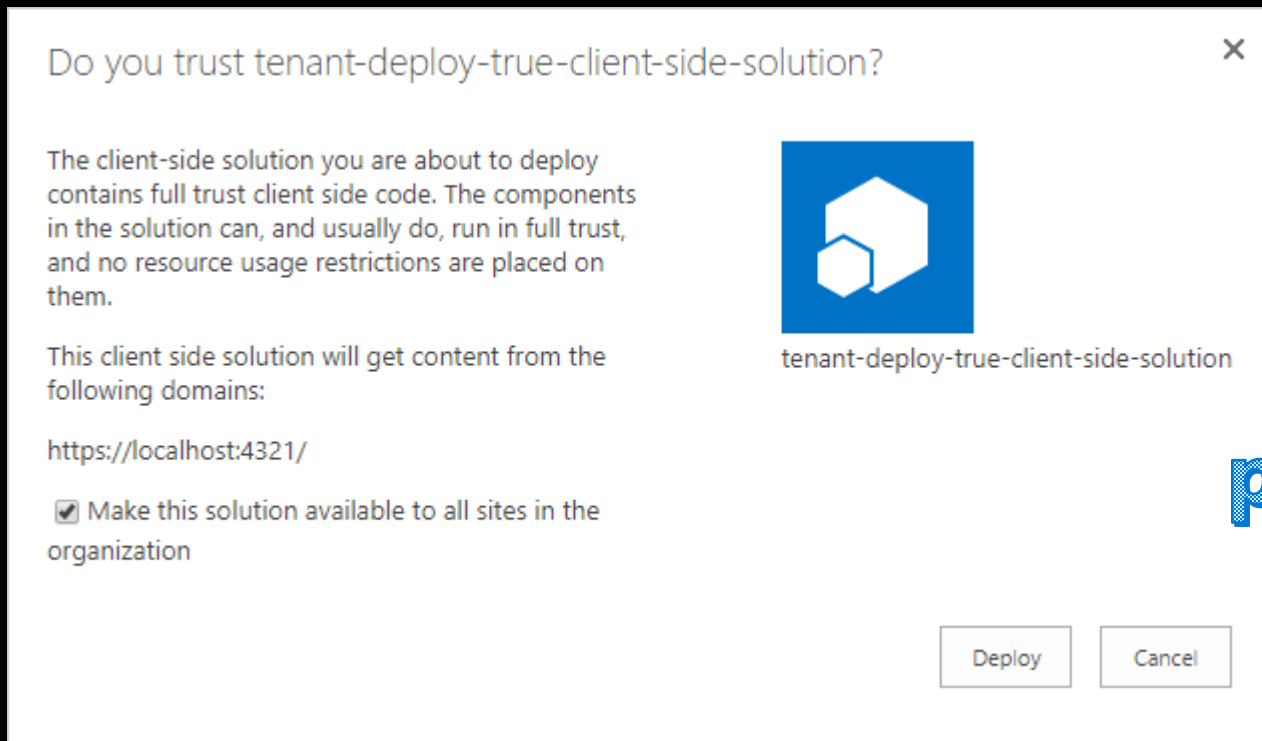 Do you trust tenant-deploy-true-client-side-solution?
The client-side solution you are about to deploy
contains full trust client side code. The components
in the solution can, and usually do, run in full trust,
and no resource usage restrictions are placed on
them.
This client side solution will get content from the
following domains:
https://localhost:4321/
Make this solution available to all sites in the
organization
tenant-deploy-true-client-side-solution
Deploy
Cancel